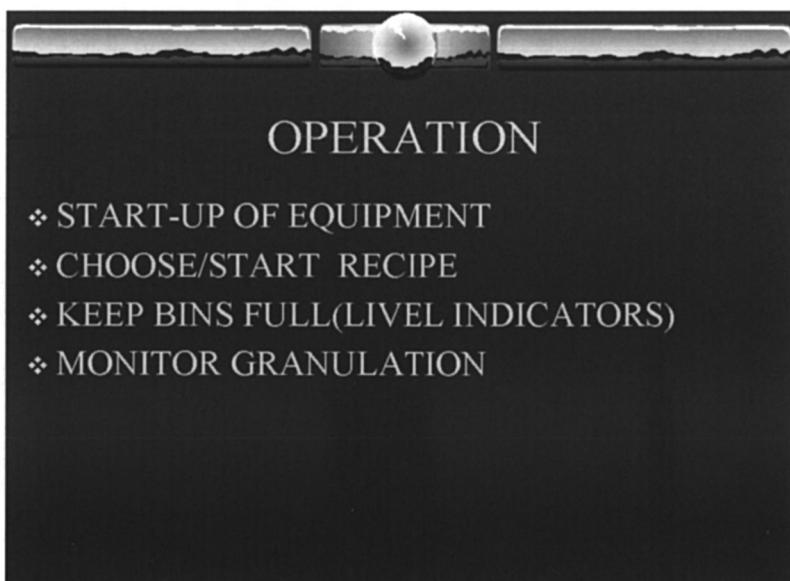 OPERATION
❖ START-UP OF EQUIPMENT
❖ CHOOSE/START RECIPE
❖ KEEP BINS FULL(LIVEL INDICATORS)
❖ MONITOR GRANULATION